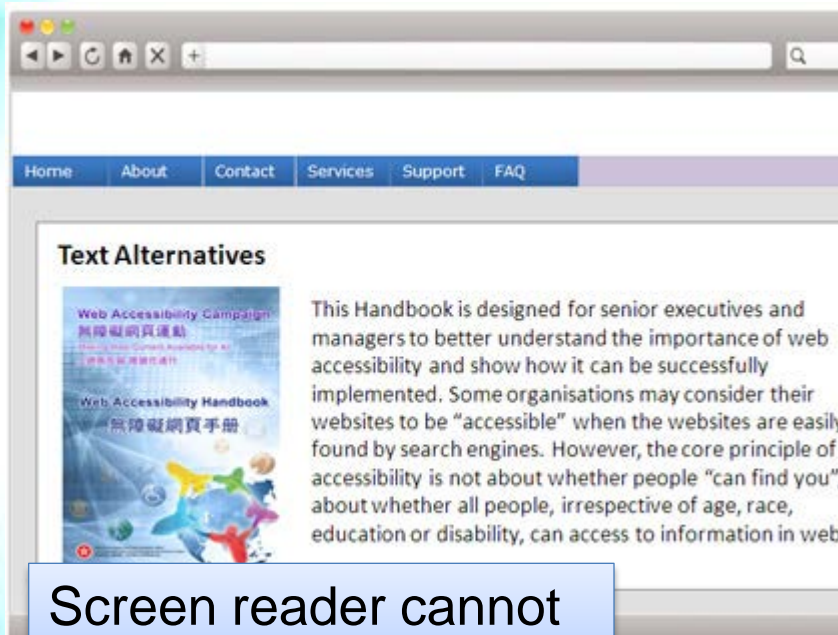 Home About Contact Services Support FAQ
Text Alternatives
Web Accessibility Campaign
無障礙網頁運動
Web Accessibility Handbook
無障礙網頁手冊
This Handbook is designed for senior executives and
managers to better understand the importance of web
accessibility and show how it can be successfully
implemented. Some organisations may consider their
websites to be “accessible” when the websites are easily
found by search engines. However, the core principle of
accessibility is not about whether people “can find you”
about whether all people, irrespective of age, race,
education or disability, can access to information in web
Screen reader cannot